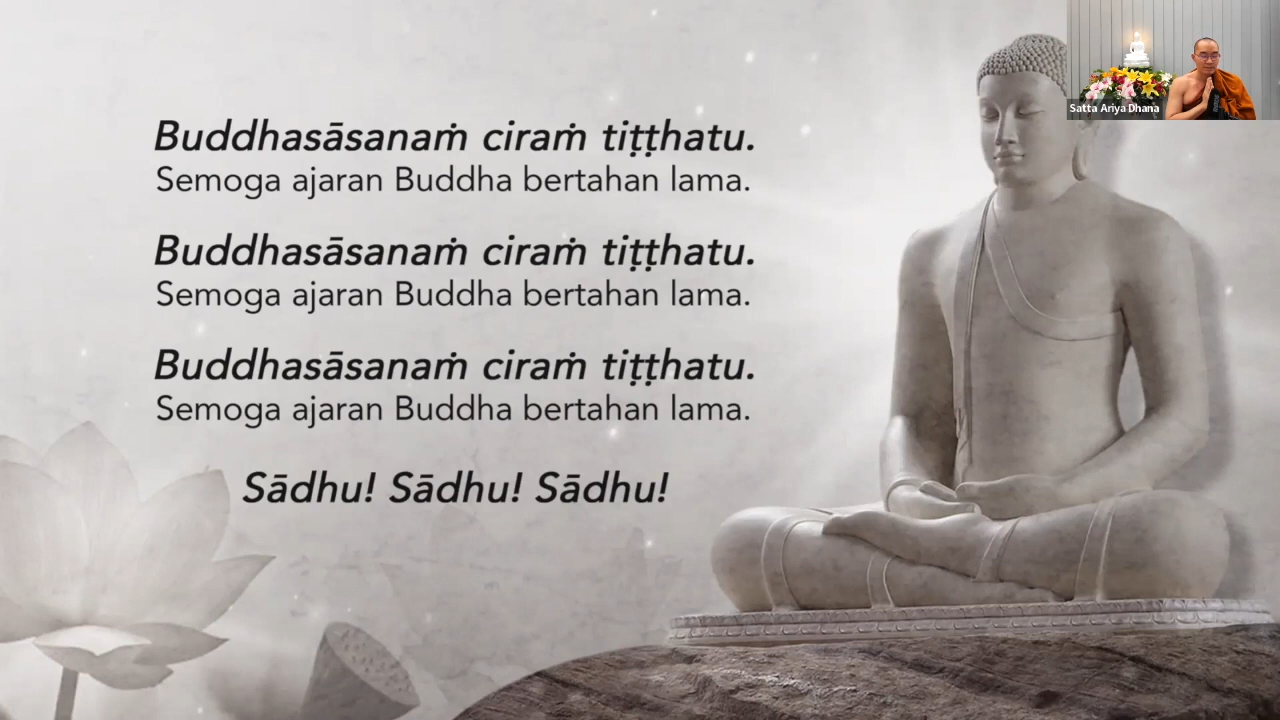 Buddhasāsanaṁ ciraṁ tiṭṭhatu.
Semoga ajaran Buddha bertahan lama.
Buddhasāsanaṁ ciraṁ tiṭṭhatu.
Semoga ajaran Buddha bertahan lama.
Buddhasāsanaṁ ciraṁ tiṭṭhatu.
Semoga ajaran Buddha bertahan lama.
Sādhu! Sādhu! Sādhu!
Satta Ariya Dhana